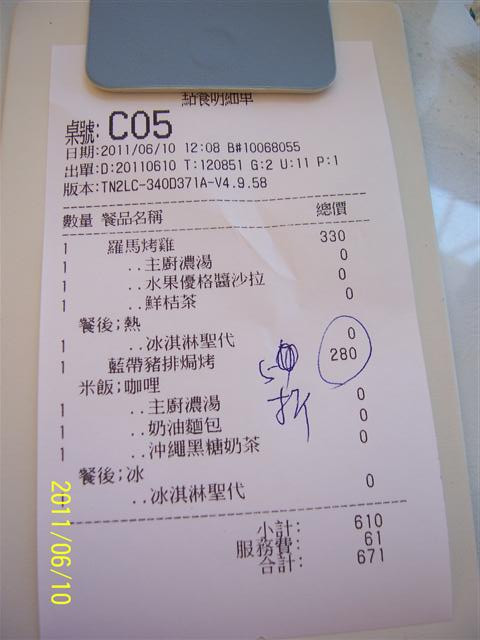 點餐明細單
桌號: C05
日期:2011/06/10 12:08 B#10068055
出單:D:20110610 T:120851 G:2 U:11 P:1
版本:TN2LC-340D371A-V4.9.58
數量 餐品名稱 總價
1 羅馬烤雞 330
1 ..主廚濃湯 0
1 ..水果優格醬沙拉 0
1 ..鮮桔茶 0
餐後;熱
1 ..冰淇淋聖代 0
1 藍帶豬排焗烤 280
米飯;咖哩
1 ..主廚濃湯 0
1 ..奶油麵包 0
1 ..沖繩黑糖奶茶 0
餐後;冰
..冰淇淋聖代 0
小計: 610
服務費: 61
合計: 671
折
2011/06/10